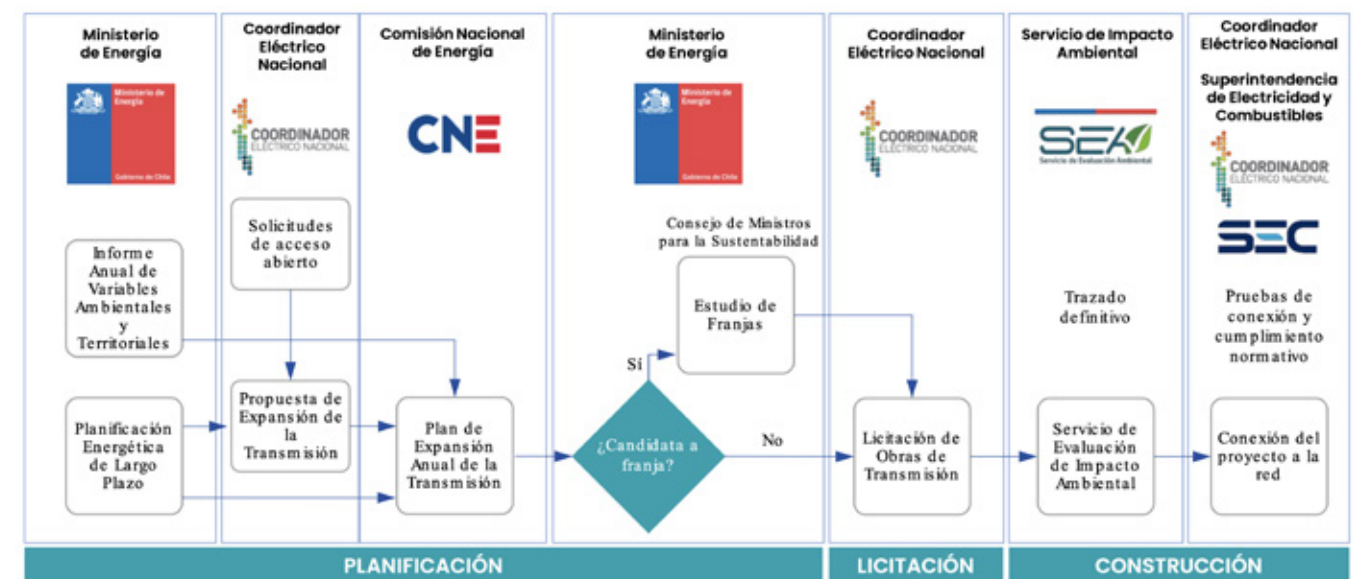 Ministerio
de Energía
Ministerio de
Energía
Gobierno de Chile
Informe
Anual de
Variables
Ambientales
y
Territoriales
Planificación
Energética
de Largo
Plazo
Coordinador
Eléctrico
Nacional
COORDINADOR
ELÉCTRICO NACIONAL
Solicitudes
de acceso
abierto
Propuesta de
Expansión de
la
Transmisión
Comisión Nacional
de Energía
CNE
Plan de
Expansión
Anual de la
Transmisión
Ministerio
de Energía
Ministerio de
Energía
Gobierno de Chile
Consejo de Ministros
para la Sustentabilidad
Estudio de
Franjas
Sí
¿Candidata a
franja?
No
Coordinador
Eléctrico Nacional
COORDINADOR
ELÉCTRICO NACIONAL
Licitación de
Obras de
Transmisión
Servicio de Impacto
Ambiental
SEA
Servicio de Evaluación Ambiental
Trazado
definitivo
Servicio de
Evaluación
de Impacto
Ambiental
Coordinador
Eléctrico Nacional
Superintendencia
de Electricidad y
Combustibles
COORDINADOR
ELÉCTRICO NACIONAL
SEC
Pruebas de
conexión y
cumplimiento
normativo
Conexión del
proyecto a la
red
PLANIFICACIÓN
LICITACIÓN
CONSTRUCCIÓN